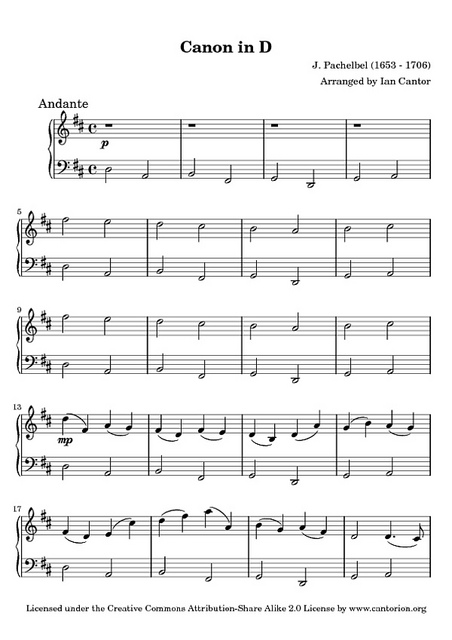 Canon in D
J. Pachelbel (1653 - 1706)
Arranged by Ian Cantor
Andante
p
5
9
13
mp
17
Licensed under the Creative Commons Attribution-Share Alike 2.0 License by www.cantorion.org